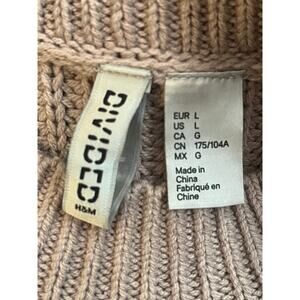 DIVIDED
H&M
EUR L
US L
CA G
CN 175/104A
MX G
Made in
China
Fabriqué en
Chine